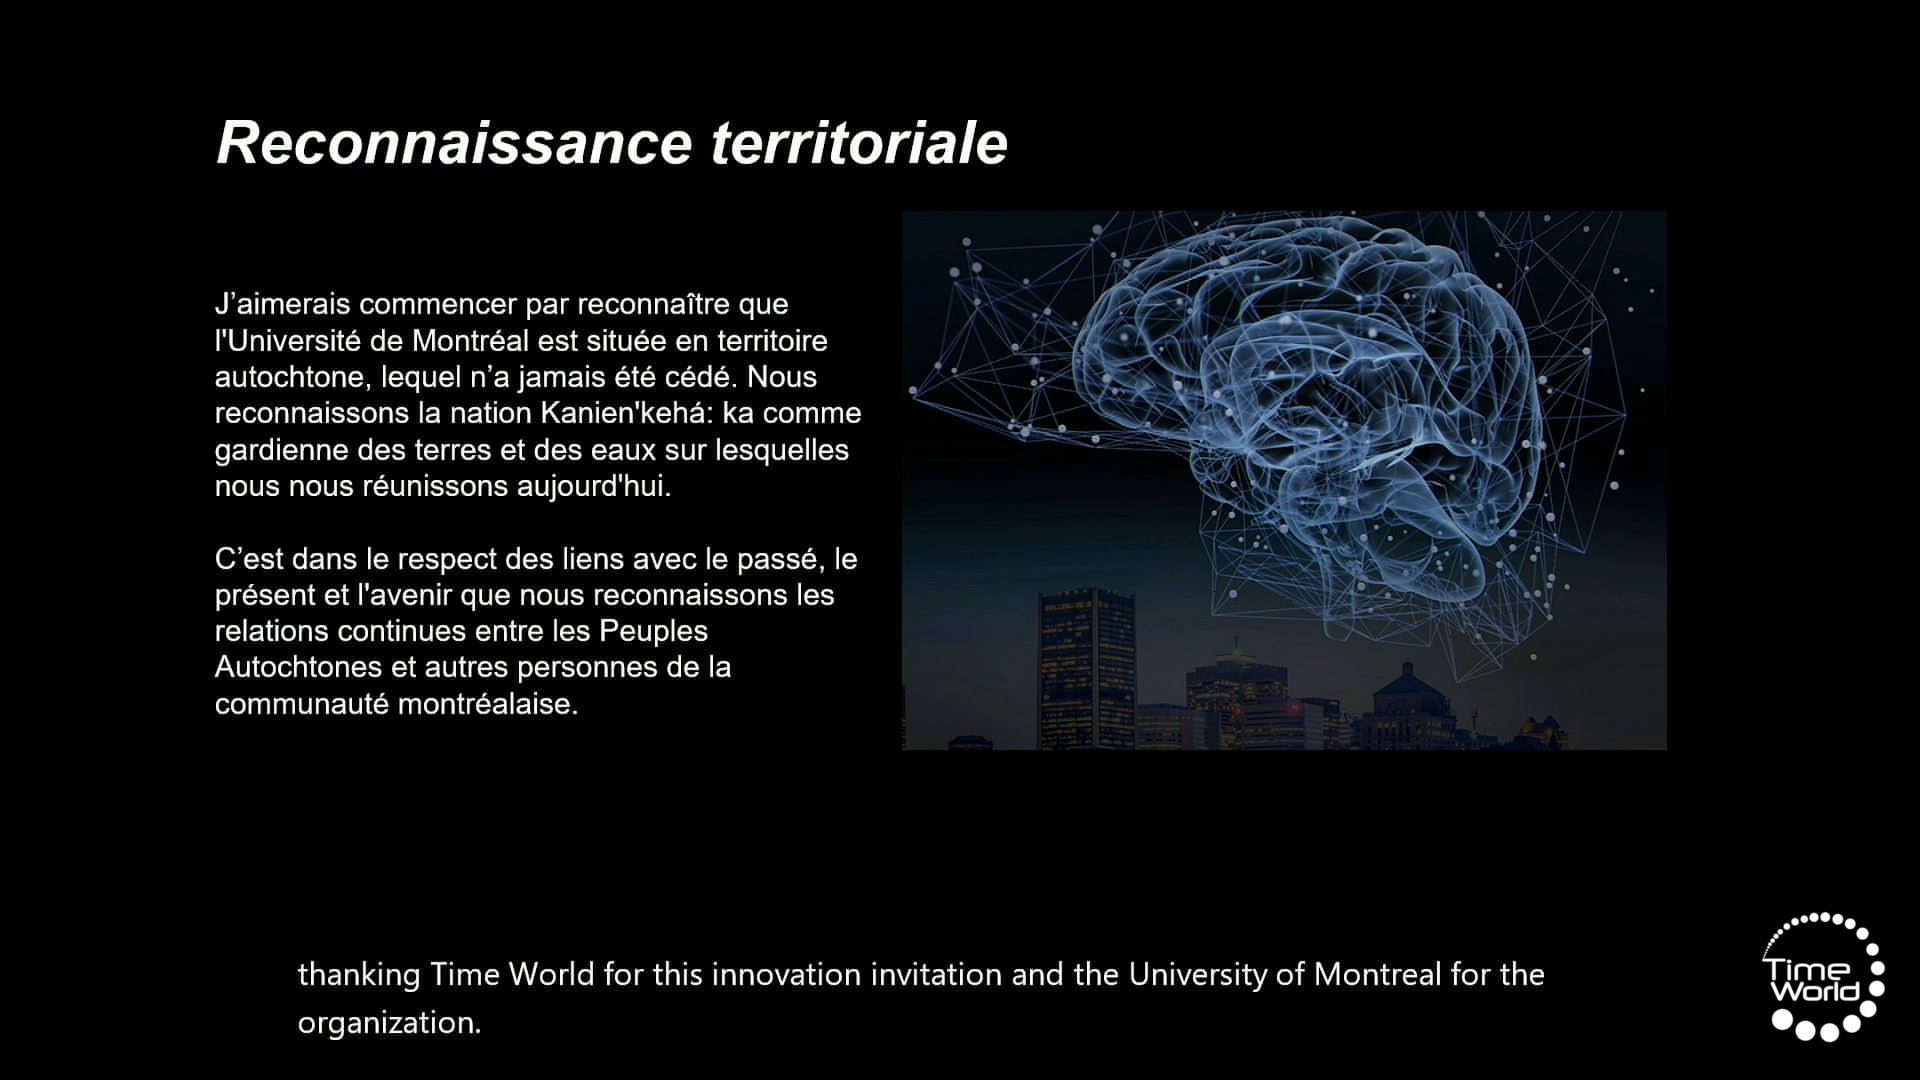 Reconnaissance territoriale
J’aimerais commencer par reconnaître que
l'Université de Montréal est située en territoire
autochtone, lequel n’a jamais été cédé. Nous
reconnaissons la nation Kanien'kehá: ka comme
gardienne des terres et des eaux sur lesquelles
nous nous réunissons aujourd'hui.
C’est dans le respect des liens avec le passé, le
présent et l'avenir que nous reconnaissons les
relations continues entre les Peuples
Autochtones et autres personnes de la
communauté montréalaise.
thanking Time World for this innovation invitation and the University of Montreal for the
organization.
Time
World